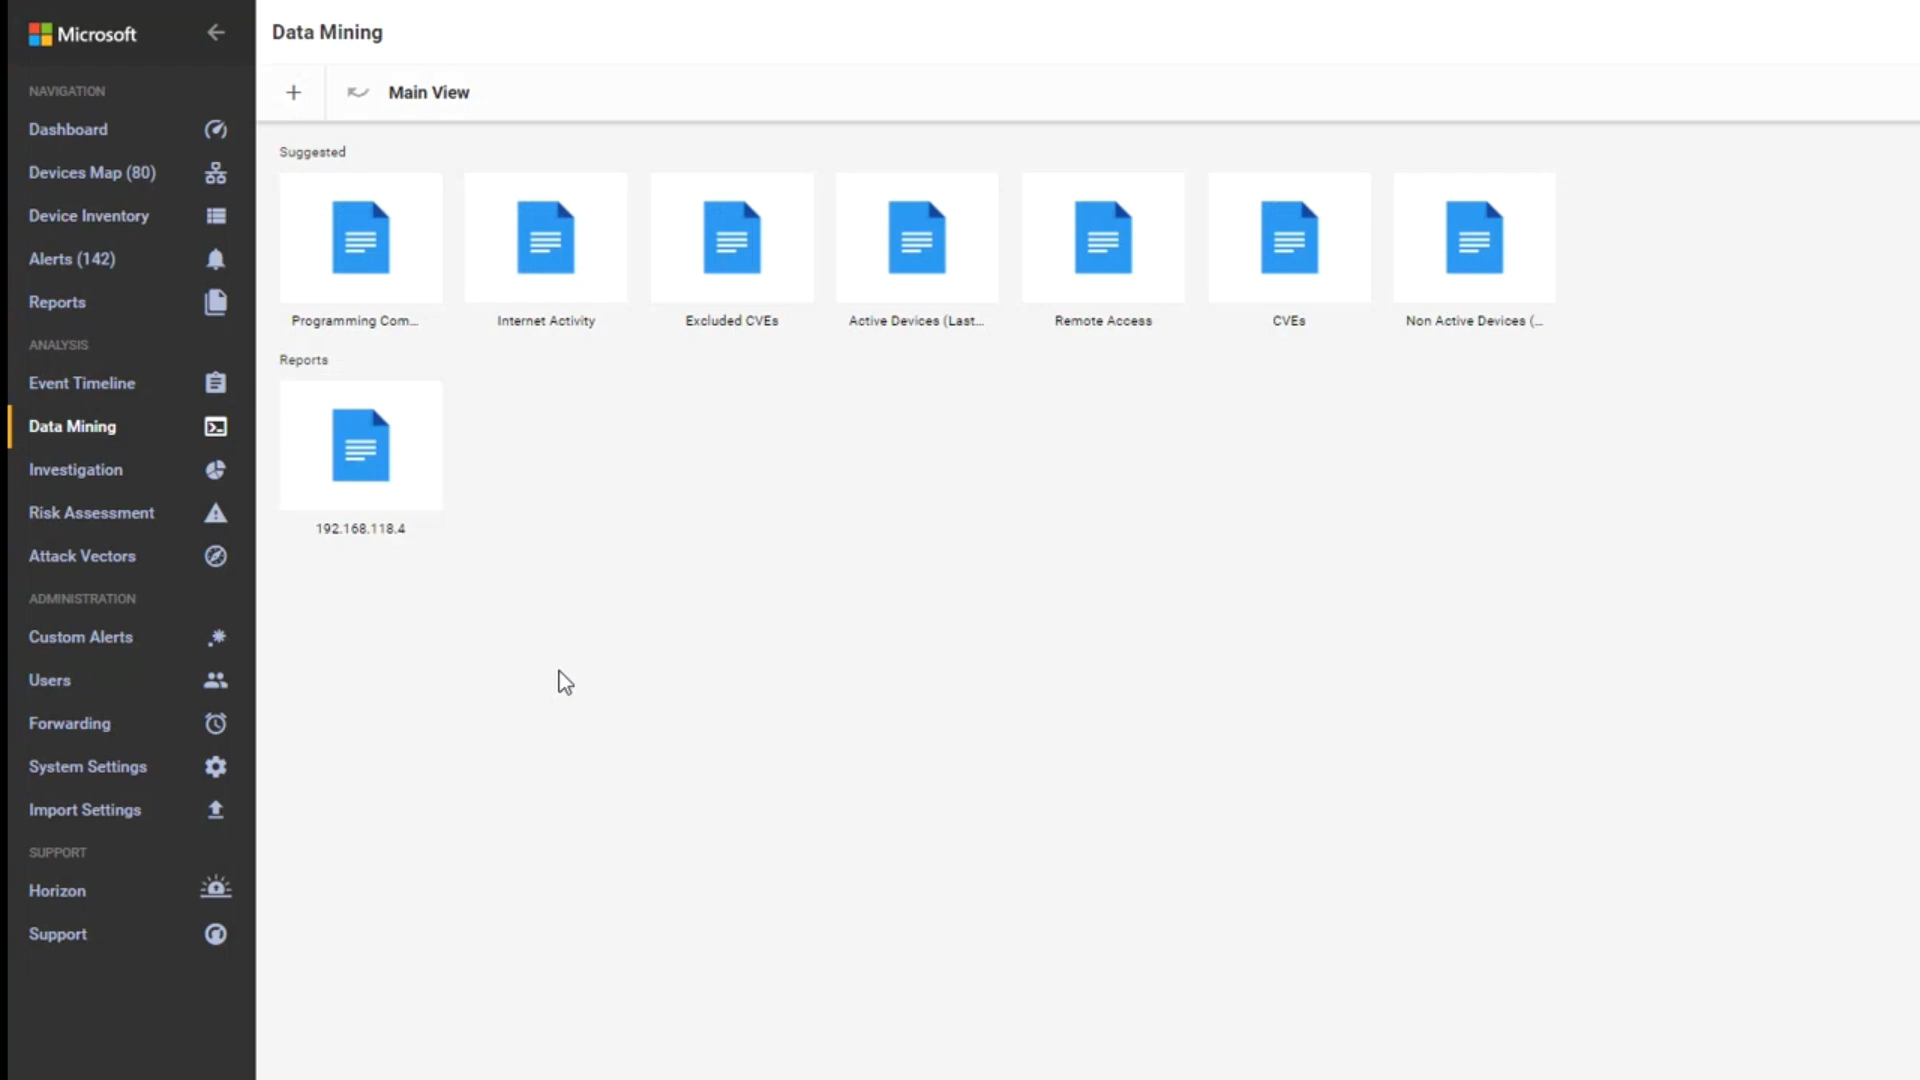 Microsoft
NAVIGATION
Dashboard
Devices Map (80)
Device Inventory
Alerts (142)
Reports
ANALYSIS
Event Timeline
Data Mining
Investigation
Risk Assessment
Attack Vectors
ADMINISTRATION
Custom Alerts
Users
Forwarding
System Settings
Import Settings
SUPPORT
Horizon
Support
Data Mining
Main View
Suggested
Programming Com...
Internet Activity
Excluded CVEs
Active Devices (Last...
Remote Access
CVEs
Non Active Devices (...
Reports
192.168.118.4